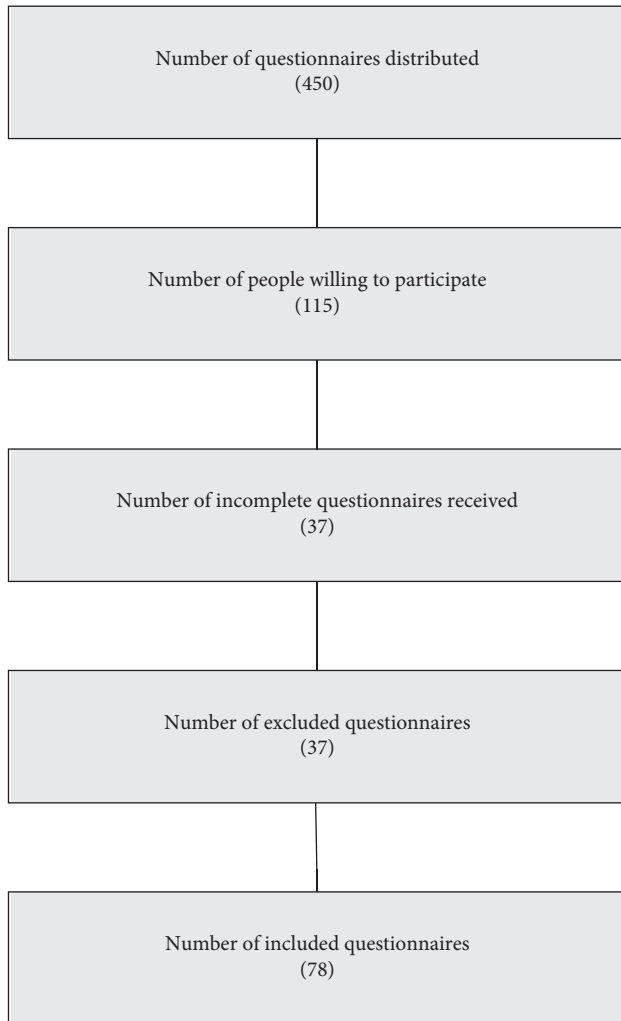 Number of questionnaires distributed
(450)
Number of people willing to participate
(115)
Number of incomplete questionnaires received
(37)
Number of excluded questionnaires
(37)
Number of included questionnaires
(78)